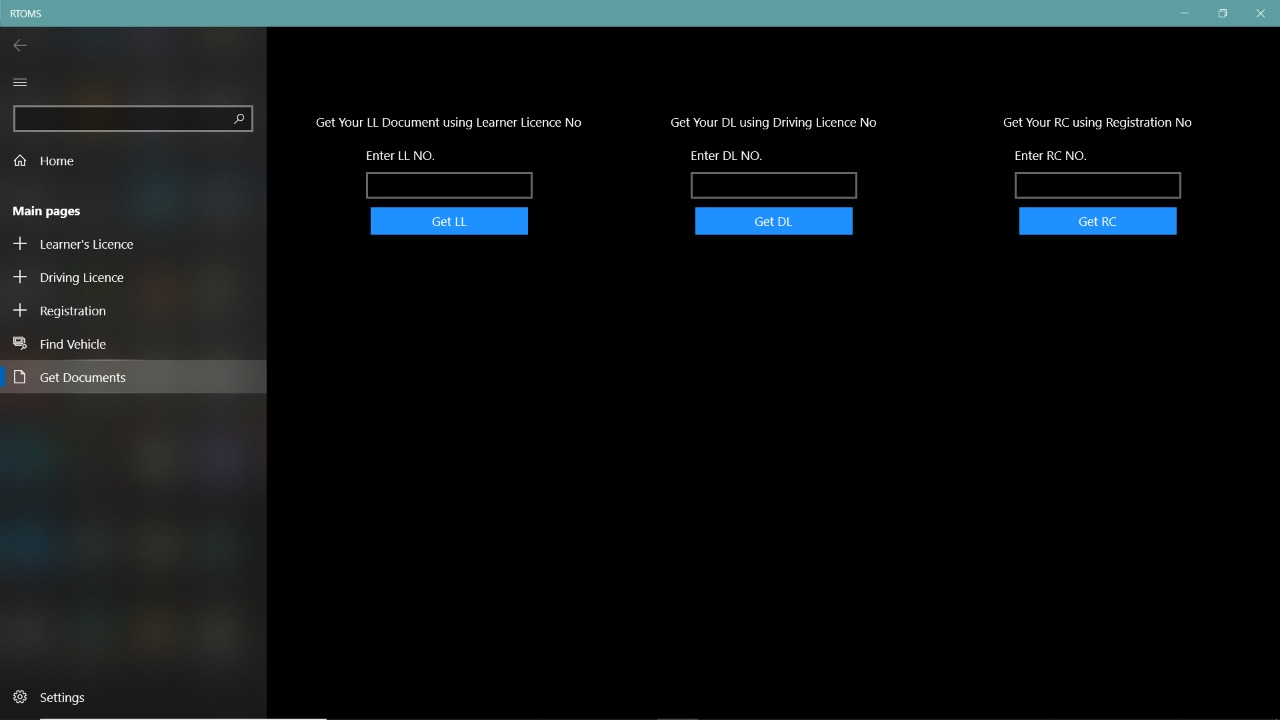 RTOMS
Home
Main pages
Learner's Licence
Driving Licence
Registration
Find Vehicle
Get Documents
Settings
Get Your LL Document using Learner Licence No
Enter LL NO.
Get LL
Get Your DL using Driving Licence No
Enter DL NO.
Get DL
Get Your RC using Registration No
Enter RC NO.
Get RC